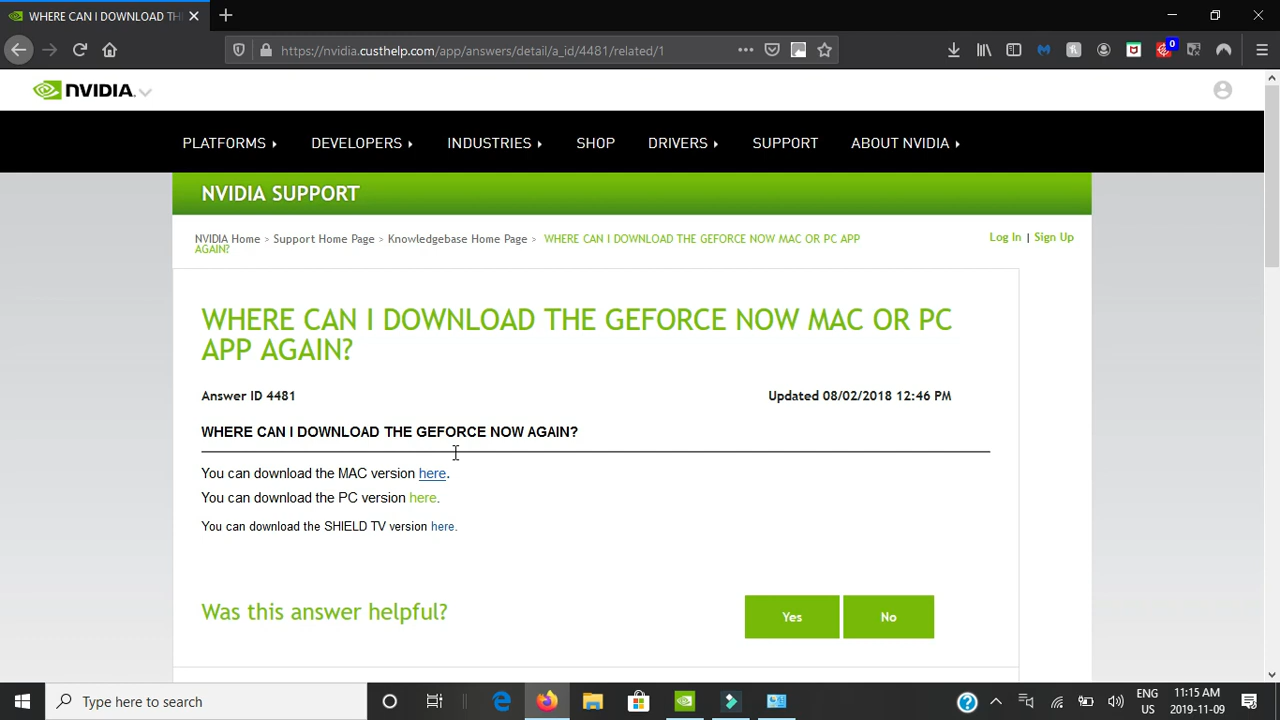 WHERE CAN I DOWNLOAD TH
https://nvidia.custhelp.com/app/answers/detail/a_id/4481/related/1
0
NVIDIA.
PLATFORMS
DEVELOPERS
INDUSTRIES
SHOP
DRIVERS
SUPPORT
ABOUT NVIDIA
NVIDIA SUPPORT
NVIDIA Home > Support Home Page > Knowledgebase Home Page > WHERE CAN I DOWNLOAD THE GEFORCE NOW MAC OR PC APP
AGAIN?
Log In | Sign Up
WHERE CAN I DOWNLOAD THE GEFORCE NOW MAC OR PC
APP AGAIN?
Answer ID 4481
Updated 08/02/2018 12:46 PM
WHERE CAN I DOWNLOAD THE GEFORCE NOW AGAIN?
You can download the MAC version here.
You can download the PC version here.
You can download the SHIELD TV version here.
Was this answer helpful?
Yes
No
Type here to search
ENG
US
11:15 AM
2019-11-09